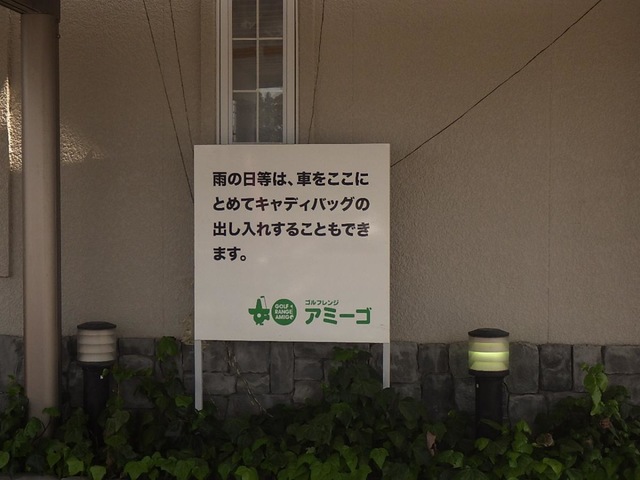 雨の日等は、車をここに
とめてキャディバッグの
出し入れすることもでき
ます。
GOLF
RANGE
AMIGO
ゴルフレンジ
アミーゴ